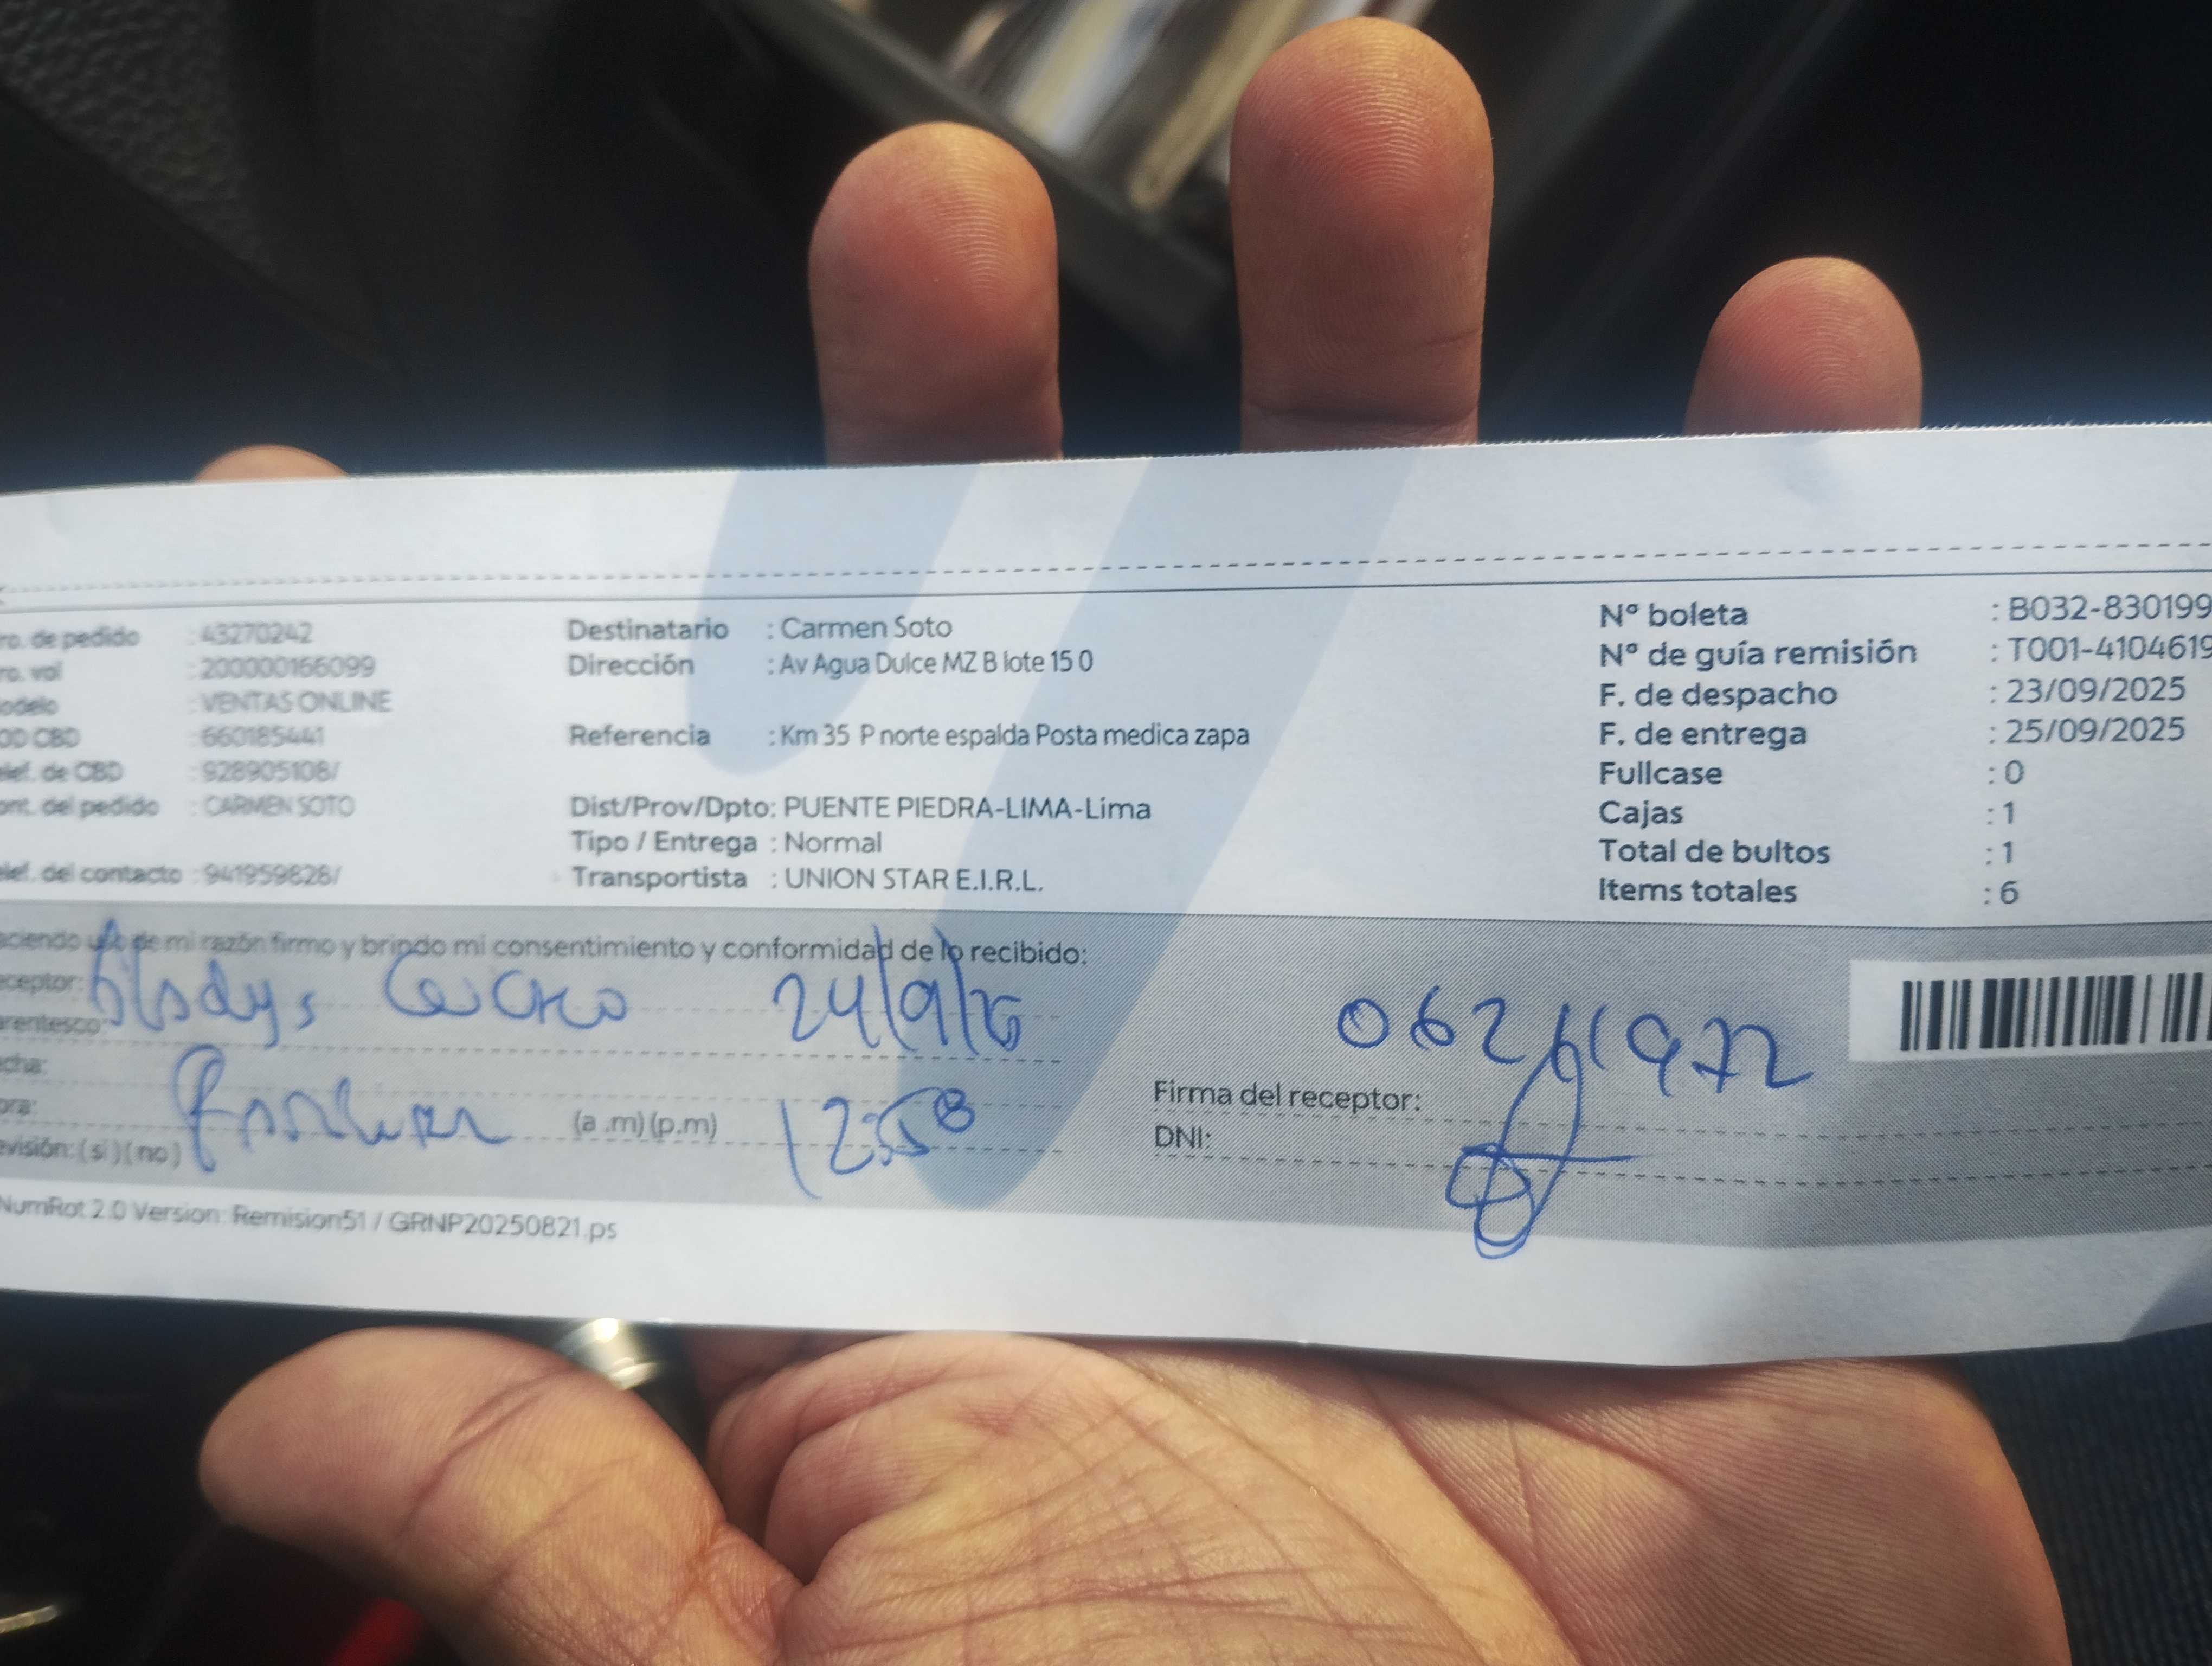 ro. de pedido : 43270242
ro. vol : 200000166099
odelo : VENTAS ONLINE
OD CBD : 660185441
elef. de CBD : 928905108/
ont. del pedido : CARMEN SOTO
elef. del contacto : 941959828/
Destinatario : Carmen Soto
Dirección : Av Agua Dulce MZ B lote 15 0
Referencia : Km 35 P norte espalda Posta medica zapa
Dist/Prov/Dpto: PUENTE PIEDRA-LIMA-Lima
Tipo / Entrega : Normal
Transportista : UNION STAR E.I.R.L.
N° boleta : B032-830199
N° de guía remisión : T001-4104619
F. de despacho : 23/09/2025
F. de entrega : 25/09/2025
Fullcase : 0
Cajas : 1
Total de bultos : 1
Items totales : 6
aciendo uso de mi razón firmo y brindo mi consentimiento y conformidad de lo recibido:
ceptor: Gladys
arentesco:
24/9/25
cha:
ora: (a .m) (p.m) 12:58
evisión: ( si ) ( no )
Firma del receptor:
DNI:
NumRot 2.0 Version: Remision51 / GRNP20250821.ps